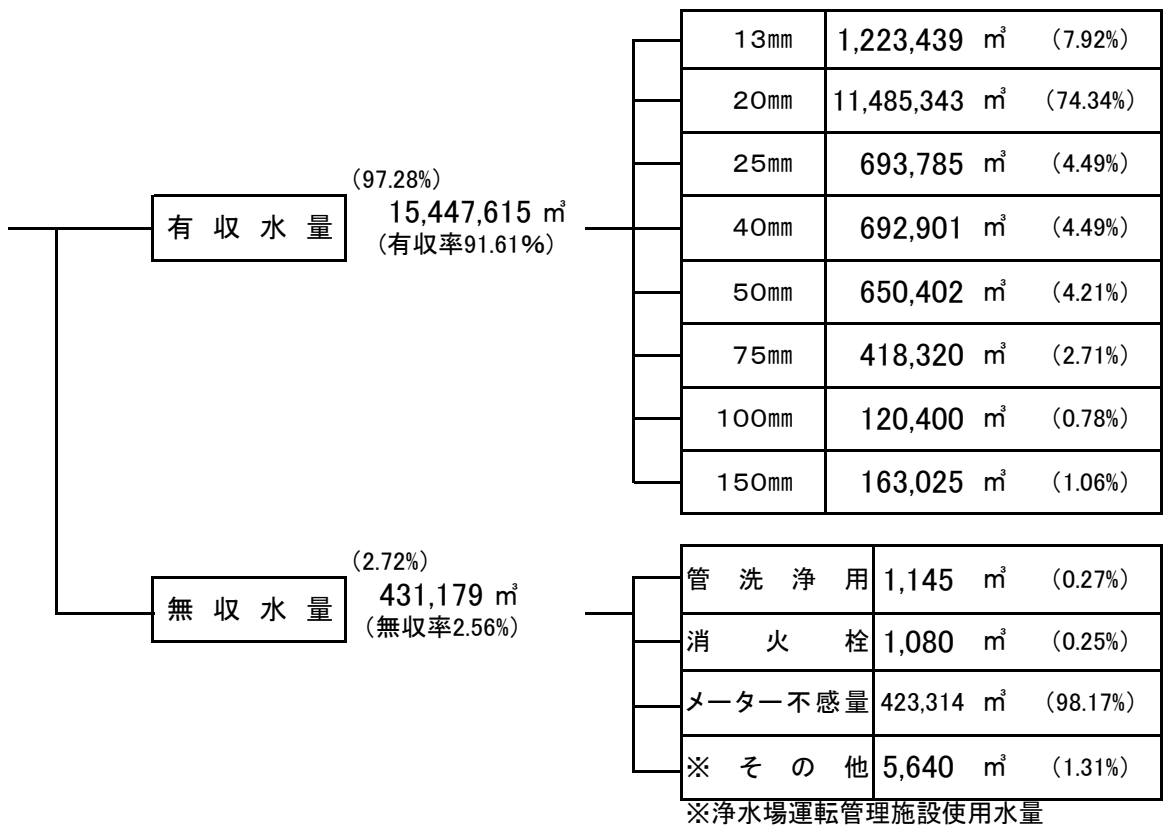 13㎜ 1,223,439 ㎥ (7.92%)
20㎜ 11,485,343 ㎥ (74.34%)
25㎜ 693,785 ㎥ (4.49%)
(97.28%)
有収水量 15,447,615 ㎥
(有収率91.61%)
40㎜ 692,901 ㎥ (4.49%)
50㎜ 650,402 ㎥ (4.21%)
75㎜ 418,320 ㎥ (2.71%)
100㎜ 120,400 ㎥ (0.78%)
150㎜ 163,025 ㎥ (1.06%)
(2.72%)
無収水量 431,179 ㎥
(無収率2.56%)
管洗浄用 1,145 ㎥ (0.27%)
消火栓 1,080 ㎥ (0.25%)
メーター不感量 423,314 ㎥ (98.17%)
※その他 5,640 ㎥ (1.31%)
※浄水場運転管理施設使用水量